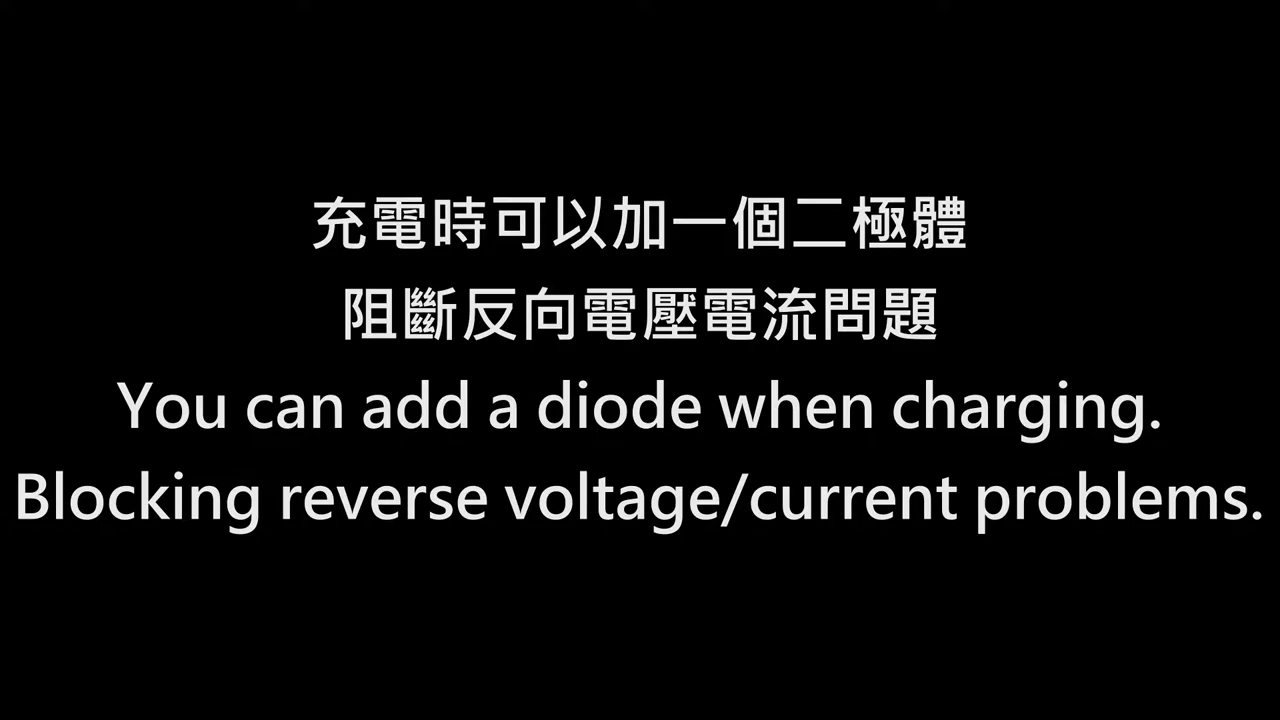 充電時可以加一個二極體
阻斷反向電壓電流問題
You can add a diode when charging.
Blocking reverse voltage/current problems.